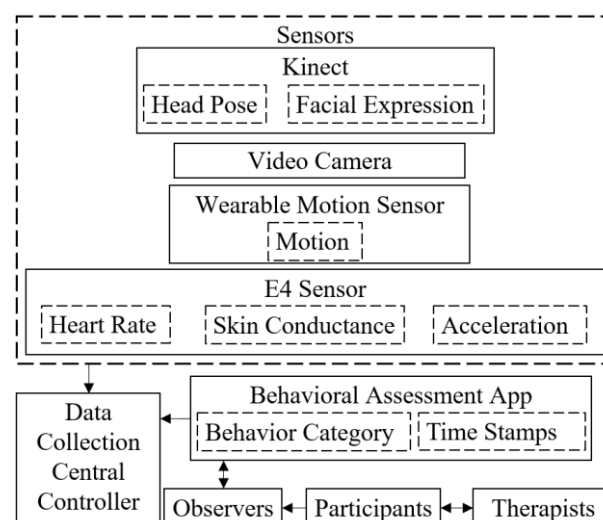 Sensors
Kinect
Head Pose
Facial Expression
Video Camera
Wearable Motion Sensor
Motion
E4 Sensor
Heart Rate
Skin Conductance
Acceleration
Data
Collection
Central
Controller
Behavioral Assessment App
Behavior Category
Time Stamps
Observers
Participants
Therapists